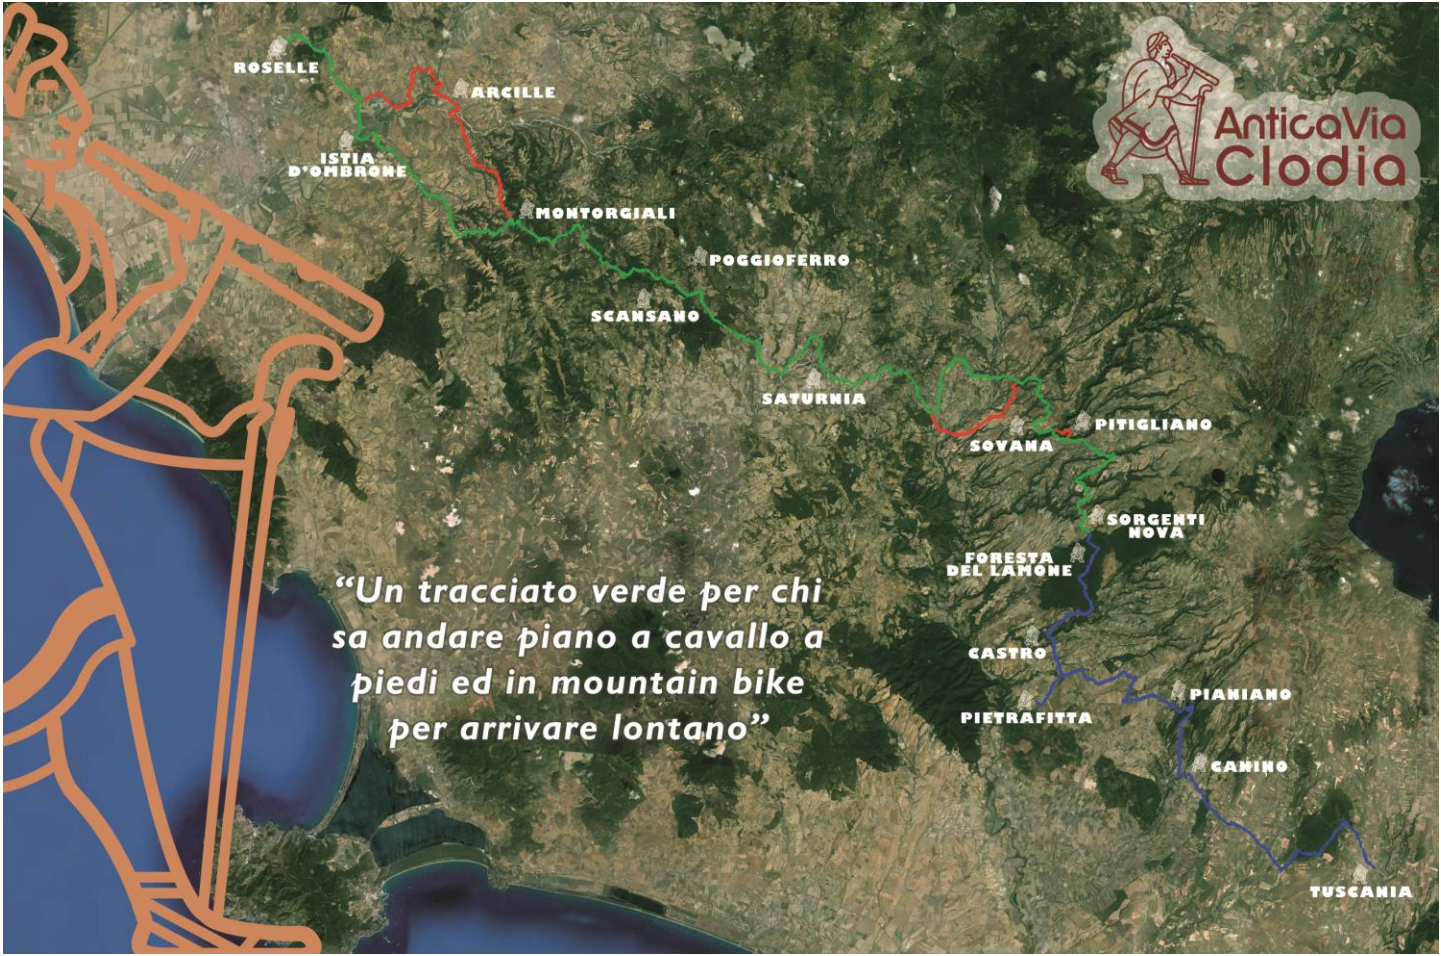 ROSELLE
ARCILLE
AnticaVia
Clodia
ISTIA
D'OMBRONE
MONTORGIALI
POGGIOFERRO
SCANSANO
SATURNIA
PITIGLIANO
SOVANA
SORGENTI
NOVA
FORESTA
DEL LAMONE
“Un tracciato verde per chi
sa andare piano a cavallo a
piedi ed in mountain bike
per arrivare lontano”
CASTRO
PIANIANO
PIETRAFITTA
CANINO
TUSCANIA